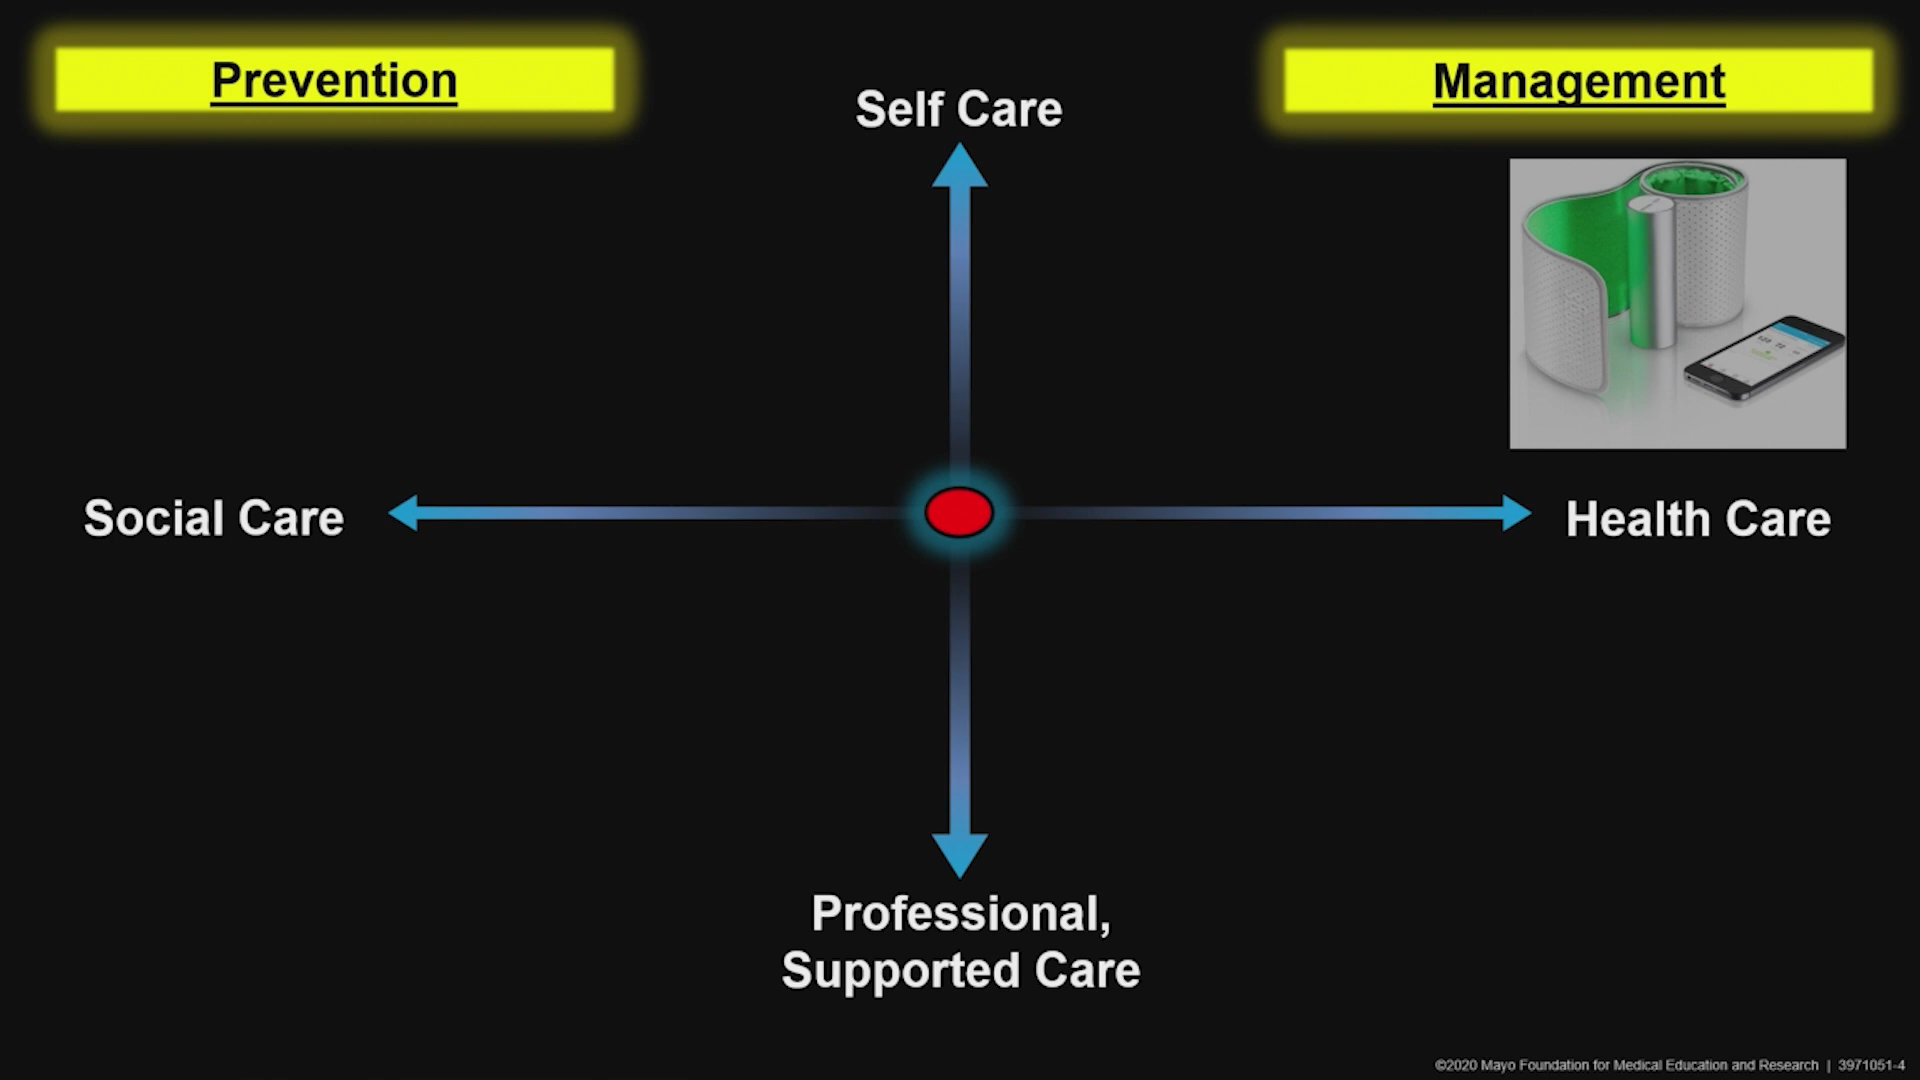 Prevention
Management
Self Care
Social Care
Health Care
Professional,
Supported Care
©2020 Mayo Foundation for Medical Education and Research | 3971051-4